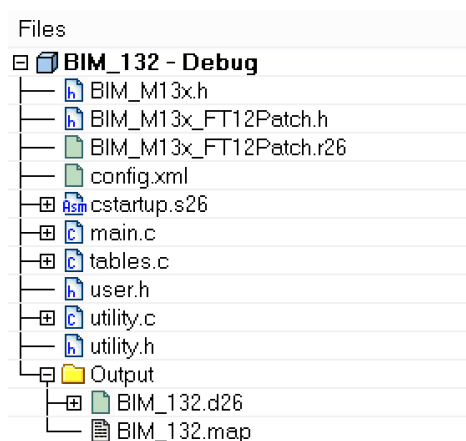 Files
BIM_132 - Debug
BIM_M13x.h
BIM_M13x_FT12Patch.h
BIM_M13x_FT12Patch.r26
config.xml
cstartup.s26
main.c
tables.c
user.h
utility.c
utility.h
Output
BIM_132.d26
BIM_132.map